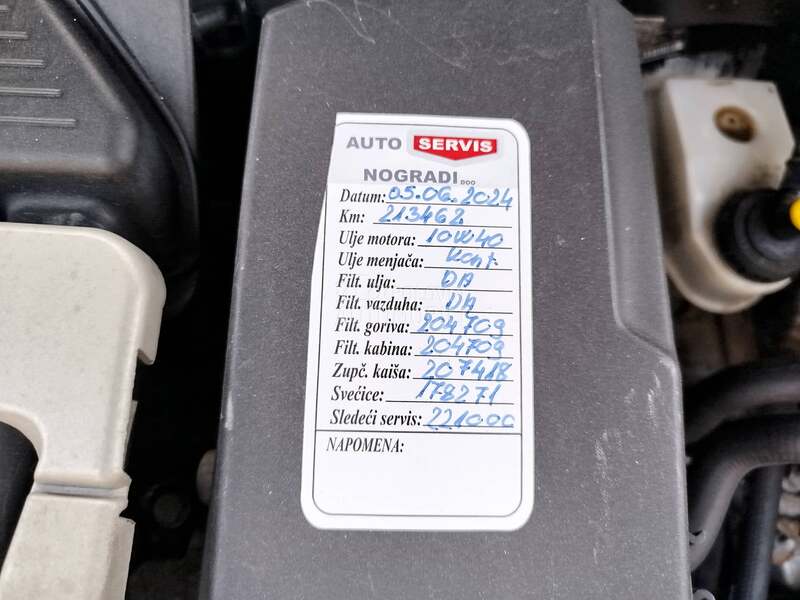 AUTO SERVIS
NOGRADI DOO
Datum: 05.06.2024
Km: 213462
Ulje motora: 10W40
Ulje menjača: Kont.
Filt. ulja: DA
Filt. vazduha: DA
Filt. goriva: 204709
Filt. kabina: 204709
Zupč. kaiša: 207418
Svećice: 178271
Sledeći servis: 221000
NAPOMENA: